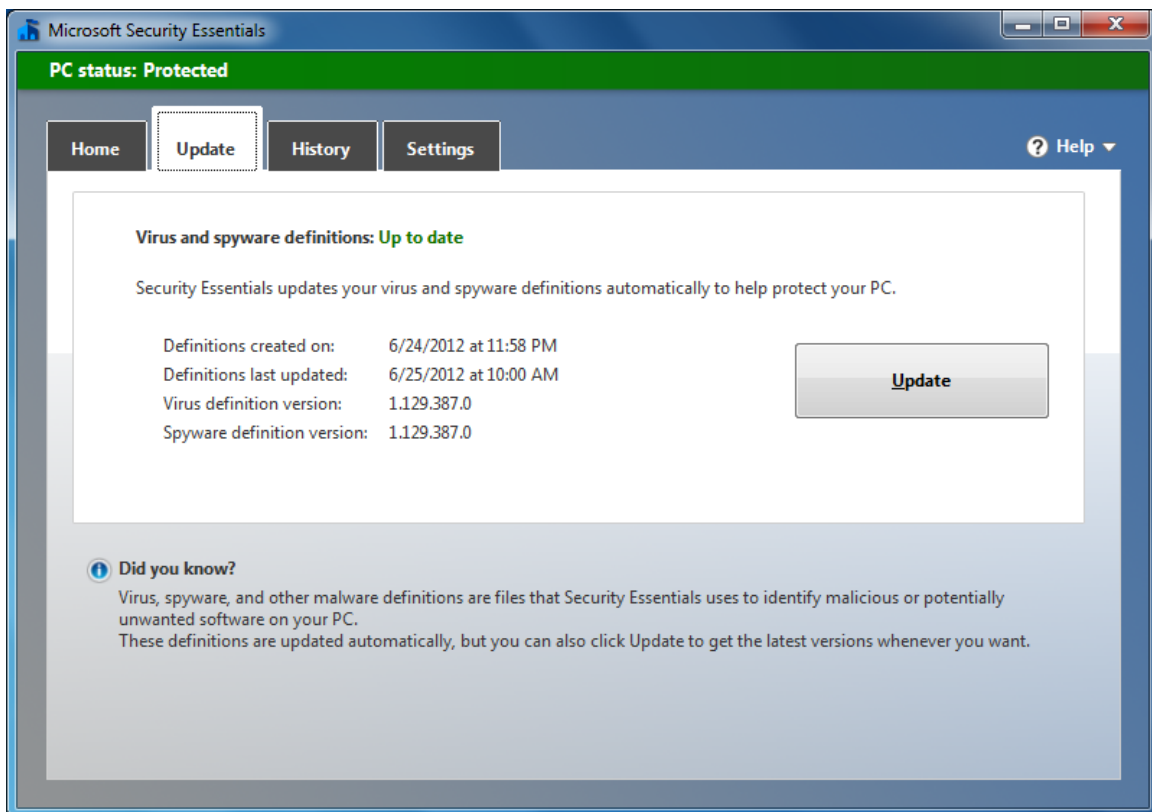 Microsoft Security Essentials
PC status: Protected
Home
Update
History
Settings
Help
Virus and spyware definitions: Up to date
Security Essentials updates your virus and spyware definitions automatically to help protect your PC.
Definitions created on: 6/24/2012 at 11:58 PM
Definitions last updated: 6/25/2012 at 10:00 AM
Virus definition version: 1.129.387.0
Spyware definition version: 1.129.387.0
Update
Did you know?
Virus, spyware, and other malware definitions are files that Security Essentials uses to identify malicious or potentially
unwanted software on your PC.
These definitions are updated automatically, but you can also click Update to get the latest versions whenever you want.